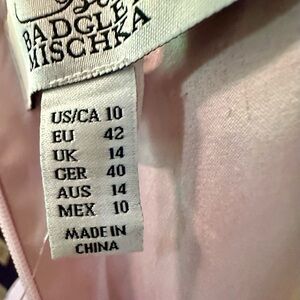 BADGLEY
MISCHKA
US/CA 10
EU 42
UK 14
GER 40
AUS 14
MEX 10
MADE IN
CHINA